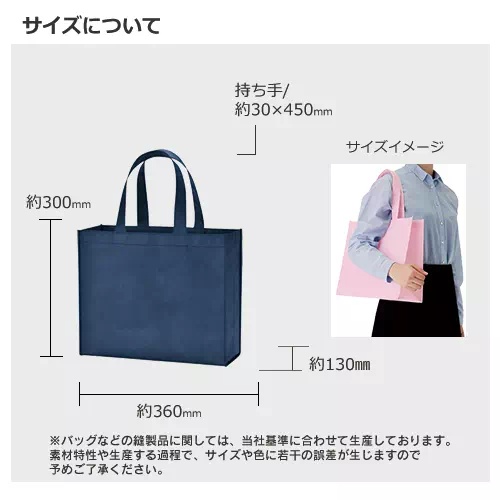 サイズについて
持ち手/
約30×450mm
サイズイメージ
約300mm
約130㎜
約360mm
※バッグなどの縫製品に関しては、当社基準に合わせて生産しております。
素材特性や生産する過程で、サイズや色に若干の誤差が生じますので
予めご了承ください。